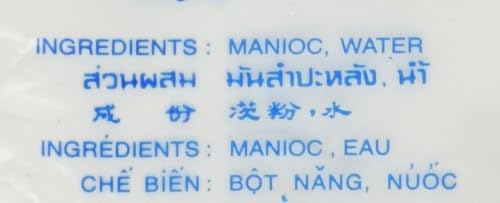 INGREDIENTS : MANIOC, WATER
ส่วนผสม มันสำปะหลัง, น้ำ
成 份 茨粉，水
INGRÉDIENTS : MANIOC , EAU
CHẾ BIẾN : BỘT NĂNG, NƯỚC